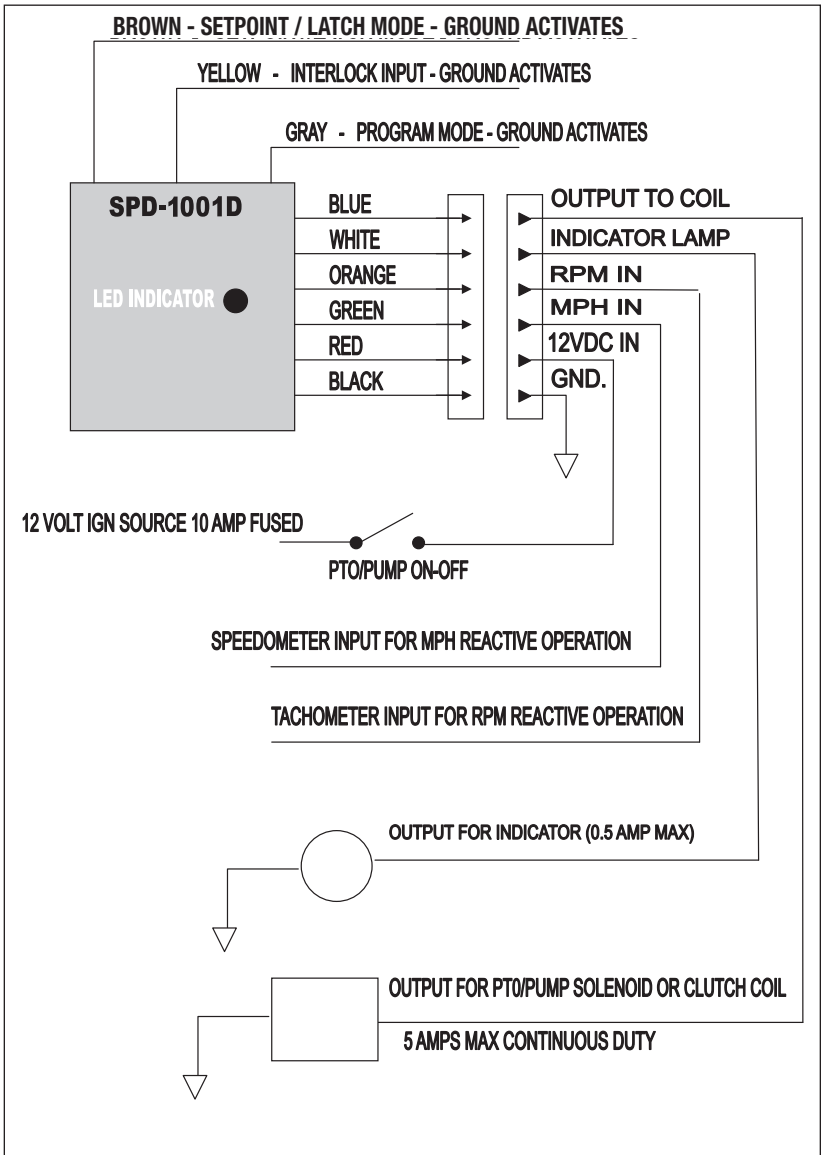 BROWN - SETPOINT / LATCH MODE - GROUND ACTIVATES
YELLOW - INTERLOCK INPUT - GROUND ACTIVATES
GRAY - PROGRAM MODE - GROUND ACTIVATES
SPD-1001D
LED INDICATOR
BLUE
WHITE
ORANGE
GREEN
RED
BLACK
OUTPUT TO COIL
INDICATOR LAMP
RPM IN
MPH IN
12VDC IN
GND.
12 VOLT IGN SOURCE 10 AMP FUSED
PTO/PUMP ON-OFF
SPEEDOMETER INPUT FOR MPH REACTIVE OPERATION
TACHOMETER INPUT FOR RPM REACTIVE OPERATION
OUTPUT FOR INDICATOR (0.5 AMP MAX)
OUTPUT FOR PT0/PUMP SOLENOID OR CLUTCH COIL
5 AMPS MAX CONTINUOUS DUTY